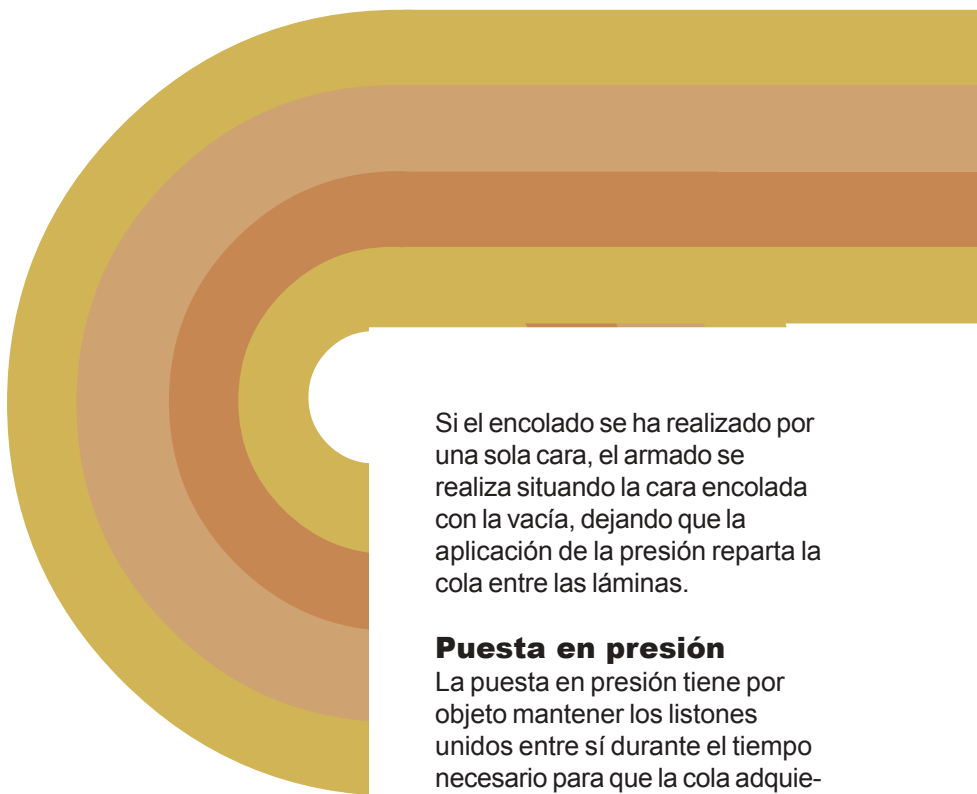 Si el encolado se ha realizado por
una sola cara, el armado se
realiza situando la cara encolada
con la vacía, dejando que la
aplicación de la presión reparta la
cola entre las láminas.
Puesta en presión
La puesta en presión tiene por
objeto mantener los listones
unidos entre sí durante el tiempo
necesario para que la cola adquie-